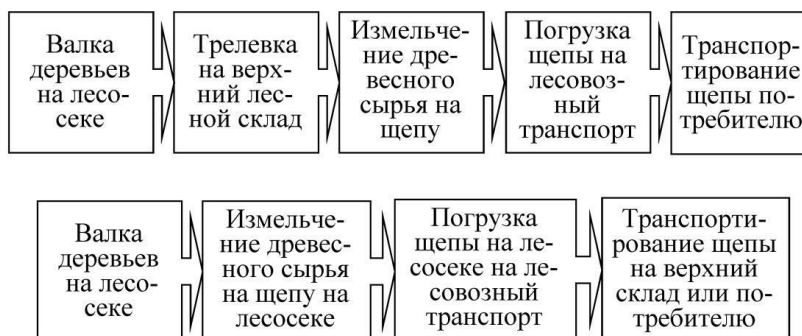 Валка
деревьев
на лесо-
секе
Трелевка
на верх-
ний лес-
ной склад
Измельче-
ние дре-
весного
сырья на
щепу
Погрузка
щепы на
лесовоз-
ный
транспорт
Транспор-
тирование
щепы по-
требителю
Валка
деревьев
на лесо-
секе
Измельче-
ние древес-
ного сырья
на щепу на
лесосеке
Погрузка
щепы на ле-
сосеке на ле-
совозный
транспорт
Транспорти-
рование щепы
на верхний
склад или по-
требителю